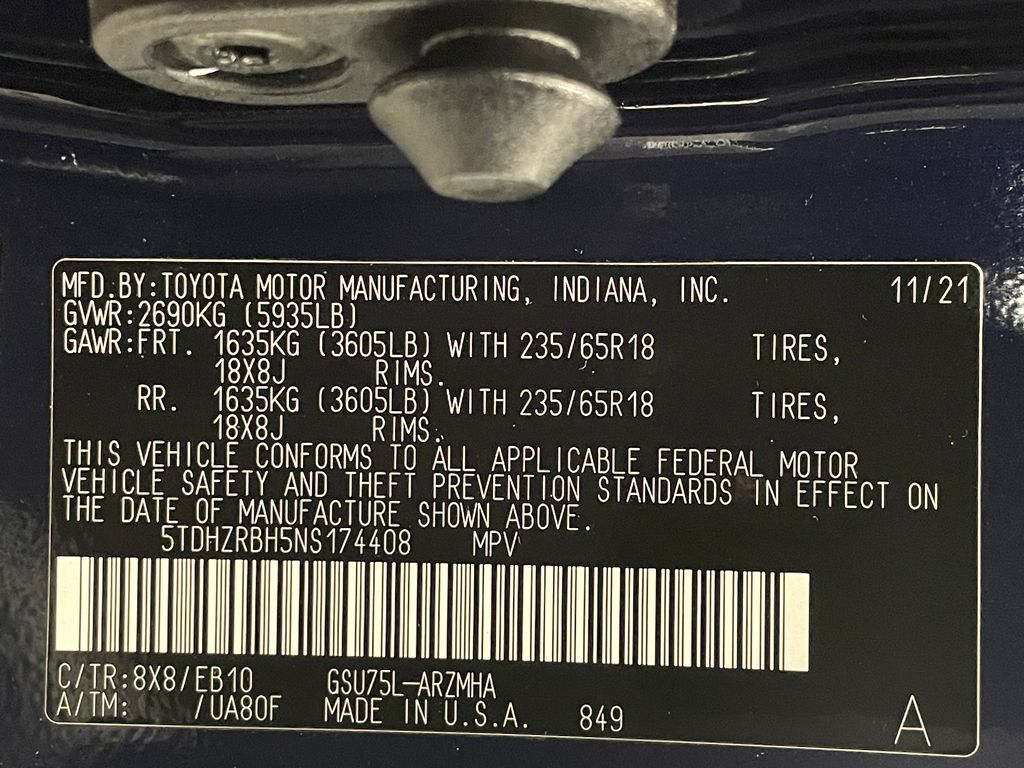 MFD.BY:TOYOTA MOTOR MANUFACTURING, INDIANA, INC. 11/21
GVWR:2690KG (5935LB)
GAWR:FRT. 1635KG (3605LB) WITH 235/65R18 TIRES,
18X8J RIMS.
RR. 1635KG (3605LB) WITH 235/65R18 TIRES,
18X8J RIMS.
THIS VEHICLE CONFORMS TO ALL APPLICABLE FEDERAL MOTOR
VEHICLE SAFETY AND THEFT PREVENTION STANDARDS IN EFFECT ON
THE DATE OF MANUFACTURE SHOWN ABOVE.
5TDHZRBH5NS174408 MPV
C/TR:8X8/EB10 GSU75L-ARZMHA
A/TM: /UA80F MADE IN U.S.A. 849 A